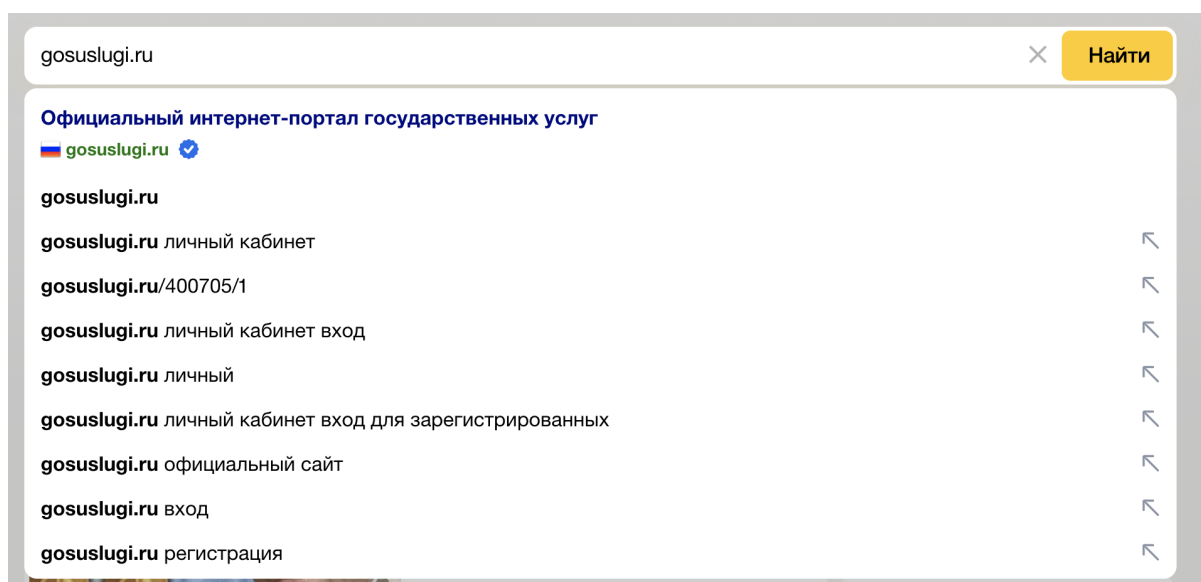 gosuslugi.ru
Найти
Официальный интернет-портал государственных услуг
gosuslugi.ru
gosuslugi.ru
gosuslugi.ru личный кабинет
gosuslugi.ru/400705/1
gosuslugi.ru личный кабинет вход
gosuslugi.ru личный
gosuslugi.ru личный кабинет вход для зарегистрированных
gosuslugi.ru официальный сайт
gosuslugi.ru вход
gosuslugi.ru регистрация